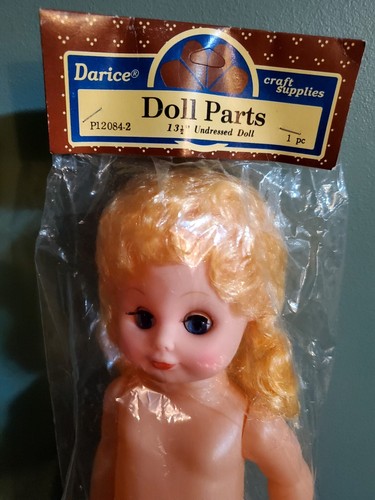 Darice®
craft
supplies
Doll Parts
P12084-2
13½" Undressed Doll
1 pc